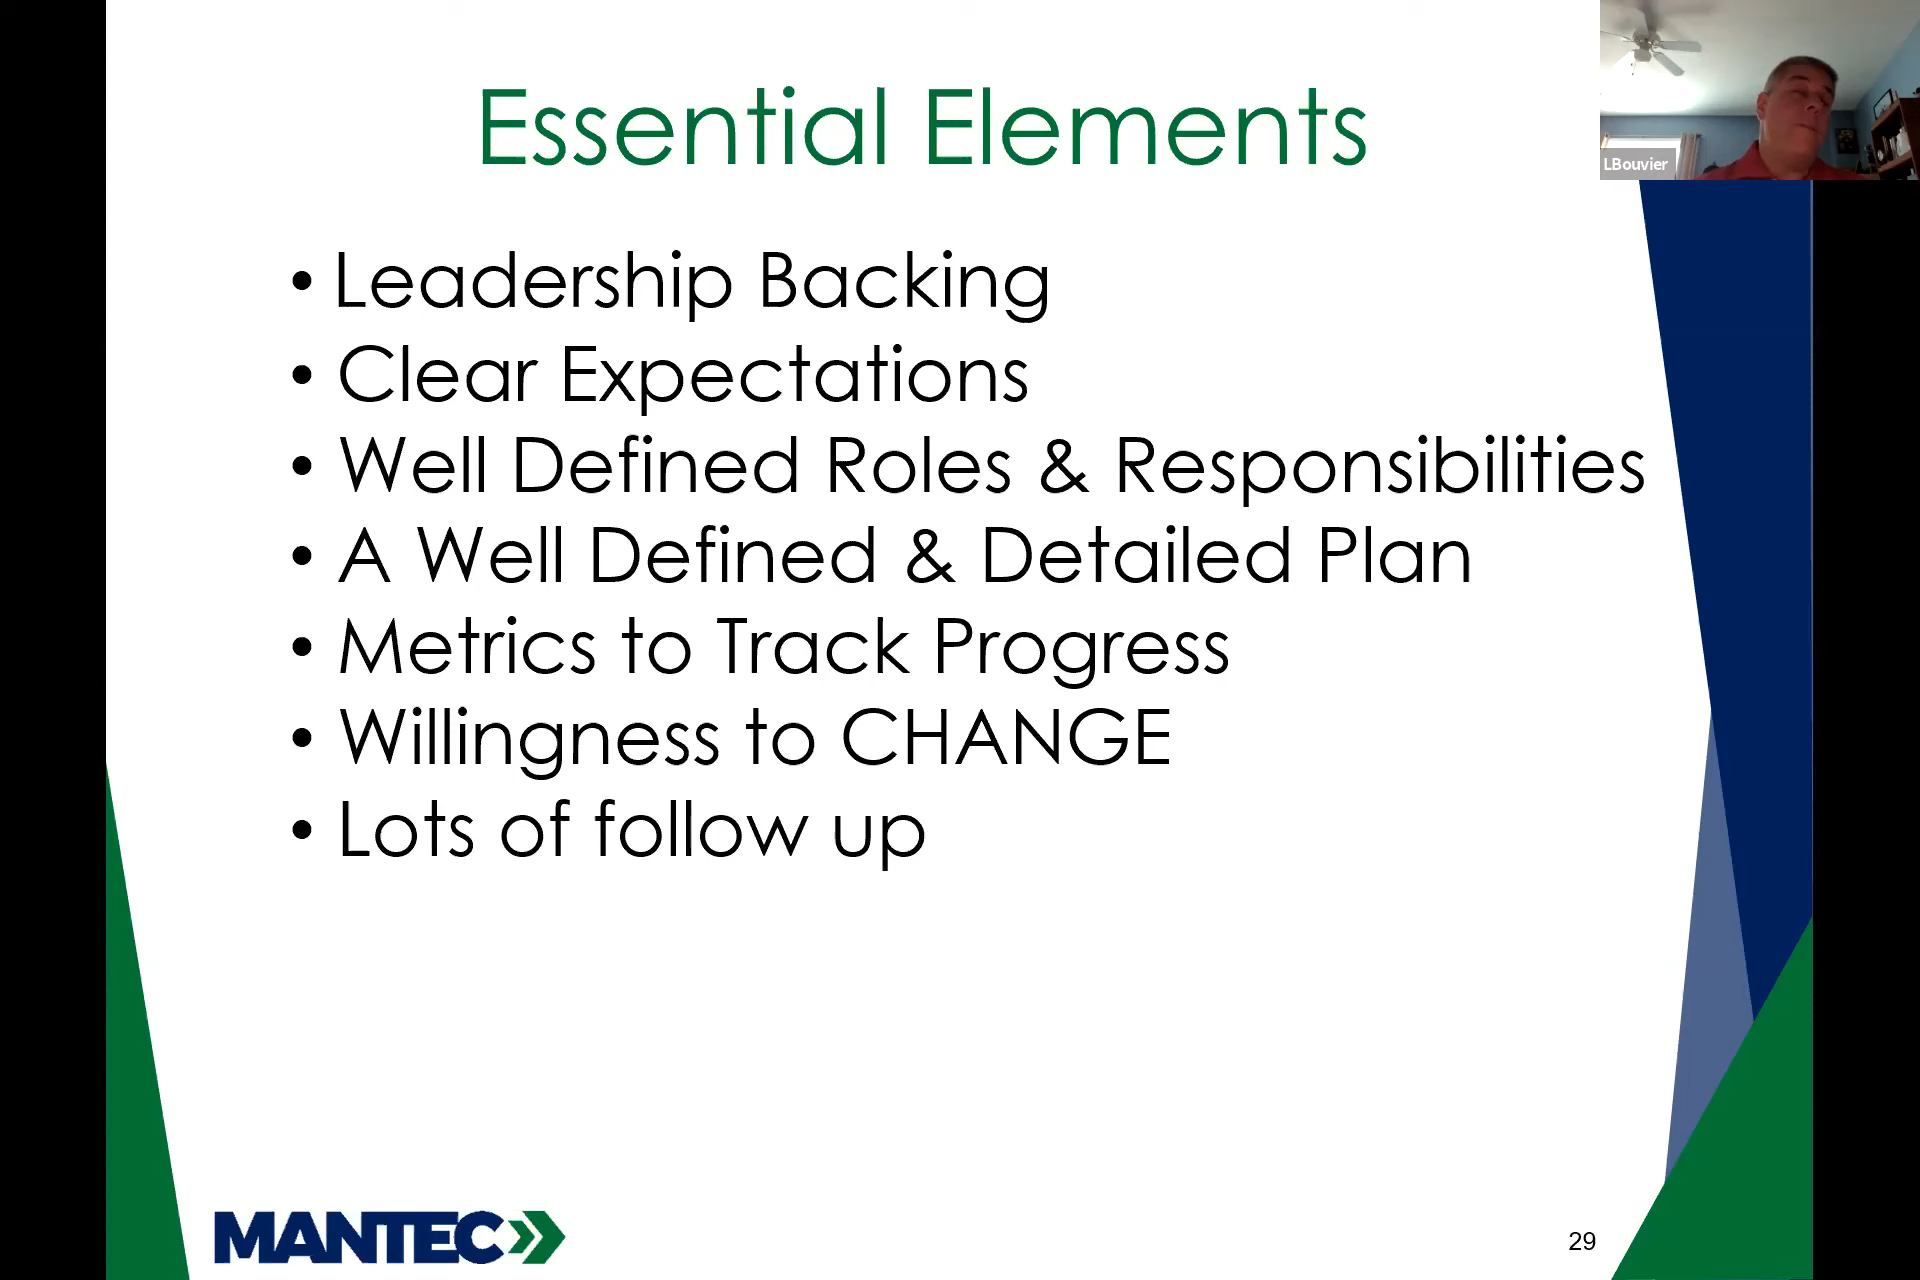 Essential Elements
LBouvier
• Leadership Backing
• Clear Expectations
• Well Defined Roles & Responsibilities
• A Well Defined & Detailed Plan
• Metrics to Track Progress
• Willingness to CHANGE
• Lots of follow up
MANTEC
29